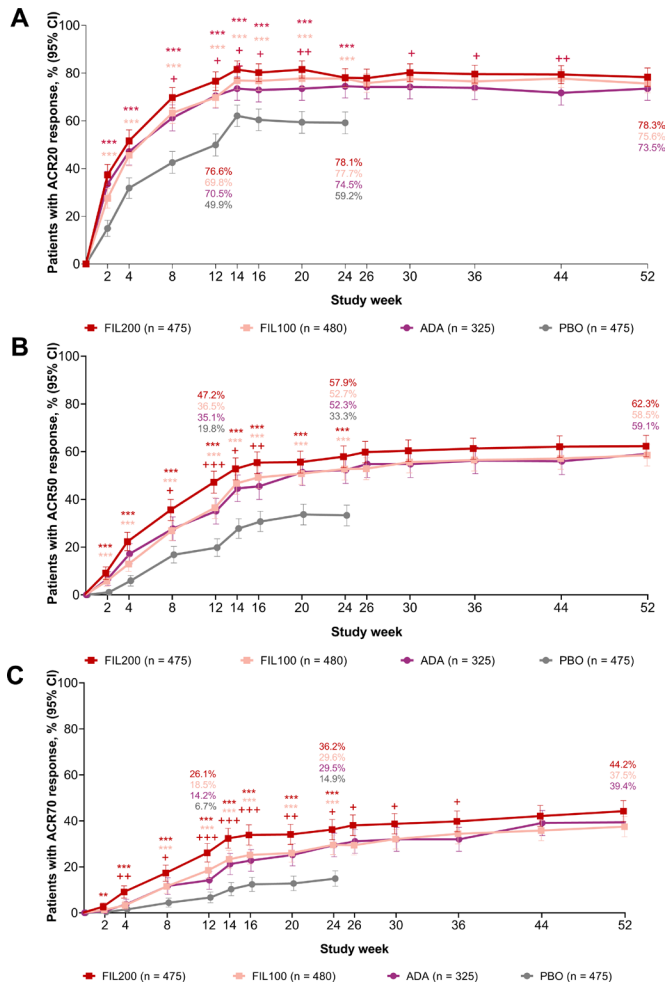 A
Patients with ACR20 response, % (95% CI)
100
80
60
40
20
0
*** *** *** ***
*** *** *** *** *** ***
*** + + ++ ***
*** + + +
*** + ++
*** ***
*** ***
76.6%
69.8%
70.5%
49.9%
78.1%
77.7%
74.5%
59.2%
78.3%
75.6%
73.5%
2 4 8 12 14 16 20 24 26 30 36 44 52
Study week
FIL200 (n = 475) FIL100 (n = 480) ADA (n = 325) PBO (n = 475)
B
Patients with ACR50 response, % (95% CI)
100
80
60
40
20
0
47.2%
36.5%
35.1%
19.8%
57.9%
52.7%
52.3%
33.3%
62.3%
58.5%
59.1%
*** *** *** *** ***
*** *** *** *** ***
+++ + ++
***
***
+
***
***
***
***
2 4 8 12 14 16 20 24 26 30 36 44 52
Study week
FIL200 (n = 475) FIL100 (n = 480) ADA (n = 325) PBO (n = 475)
C
Patients with ACR70 response, % (95% CI)
100
80
60
40
20
0
26.1%
18.5%
14.2%
6.7%
36.2%
29.6%
29.5%
14.9%
44.2%
37.5%
39.4%
*** *** *** *** *** + + +
*** *** *** *** ***
+++ +++ +++ ++ +
***
***
+
***
++
**
2 4 8 12 14 16 20 24 26 30 36 44 52
Study week
FIL200 (n = 475) FIL100 (n = 480) ADA (n = 325) PBO (n = 475)